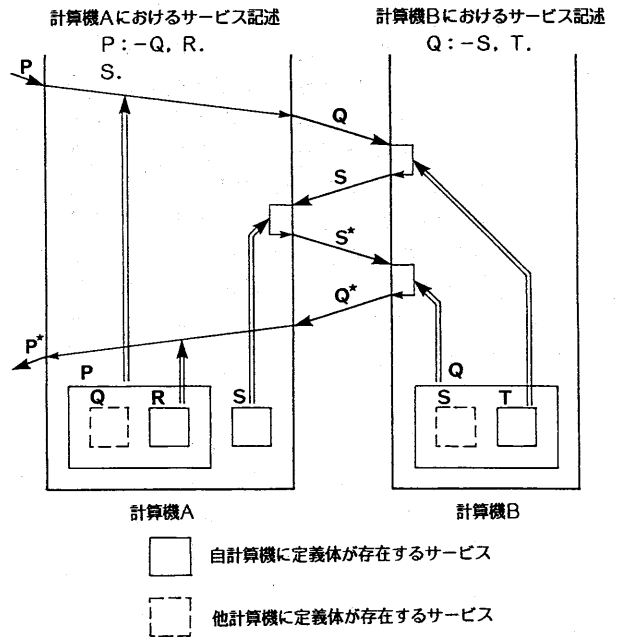 計算機Aにおけるサービス記述
P：－Q，R．
S．
計算機Bにおけるサービス記述
Q：－S，T．
P
Q
S
S*
Q*
P*
P
Q
R
S
Q
S
T
計算機A
計算機B
自計算機に定義体が存在するサービス
他計算機に定義体が存在するサービス